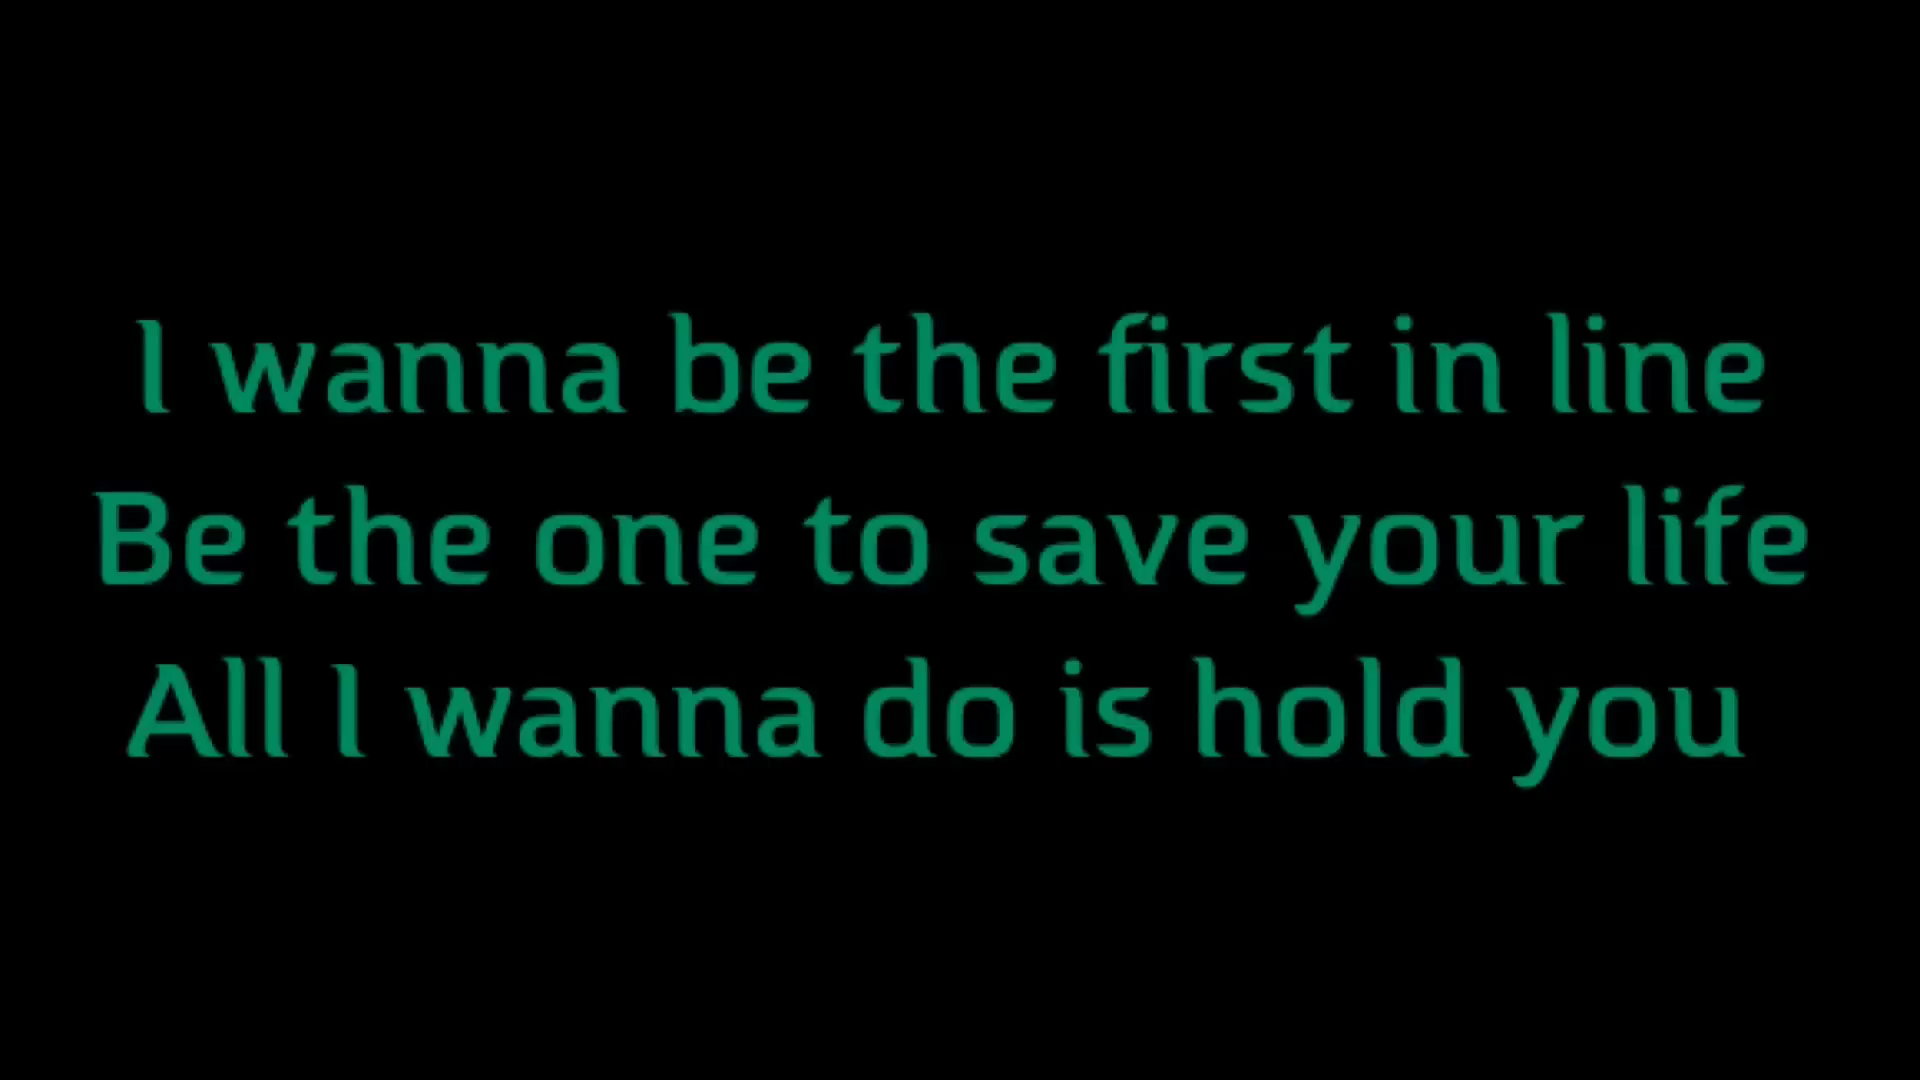 I wanna be the first in line
Be the one to save your life
All I wanna do is hold you